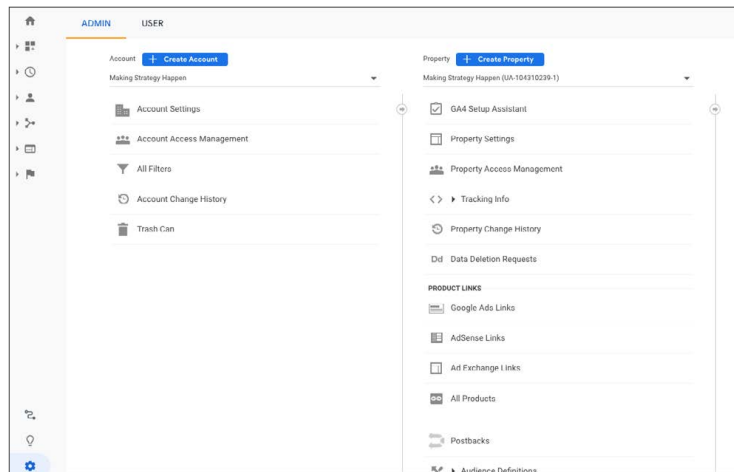 ADMIN USER
Account + Create Account
Making Strategy Happen
Account Settings
Account Access Management
All Filters
Account Change History
Trash Can
Property + Create Property
Making Strategy Happen (UA-104310239-1)
GA4 Setup Assistant
Property Settings
Property Access Management
<> Tracking Info
Property Change History
Dd Data Deletion Requests
PRODUCT LINKS
Google Ads Links
AdSense Links
Ad Exchange Links
All Products
Postbacks
Audience Definitions